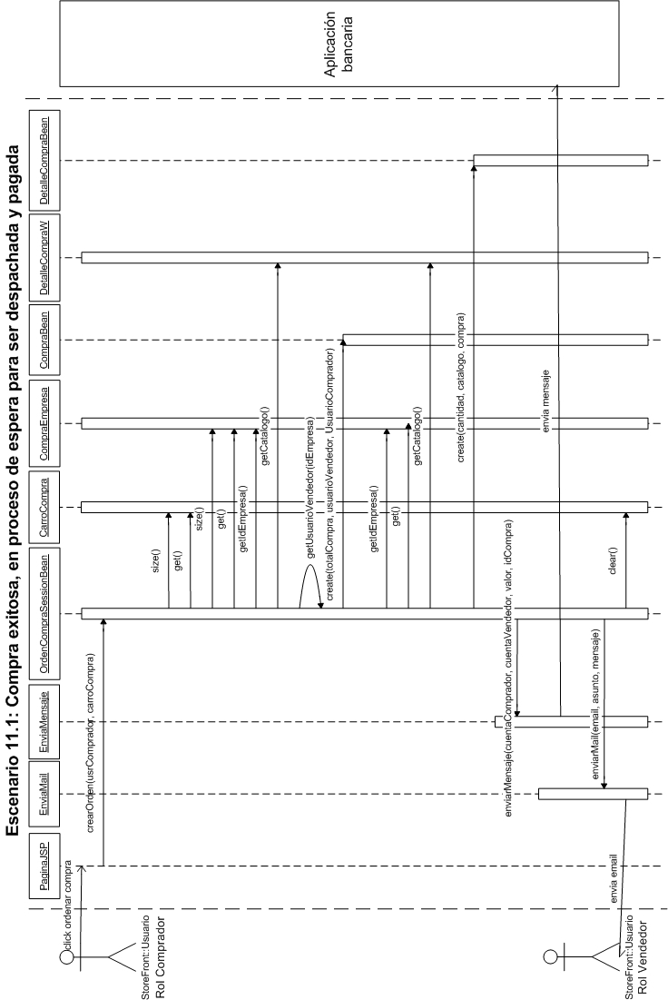 Escenario 11.1: Compra exitosa, en proceso de espera para ser despachada y pagada
StoreFront::Usuario
Rol Comprador
PaginaJSP
EnviaMail
EnviaMensaje
OrdenCompraSessionBean
CarroCompra
CompraEmpresa
CompraBean
DetalleCompraW
DetalleCompraBean
Aplicación
bancaria
click ordenar compra
crearOrden(usrComprador, carroCompra)
size()
get()
size()
get()
getIdEmpresa()
getCatalogo()
getUsuarioVendedor(idEmpresa)
create(totalCompra, usuarioVendedor, UsuarioComprador)
getIdEmpresa()
get()
getCatalogo()
create(cantidad, catalogo, compra)
enviarMensaje(cuentaComprador, cuentaVendedor, valor, idCompra)
envia mensaje
enviarMail(email, asunto, mensaje)
clear()
envia email
StoreFront::Usuario
Rol Vendedor